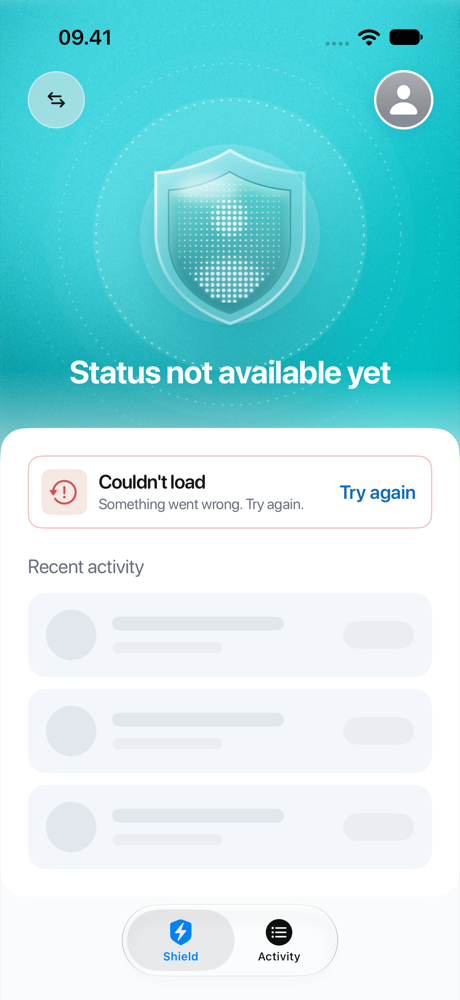 09.41
Status not available yet
Couldn't load
Something went wrong. Try again.
Try again
Recent activity
Shield
Activity